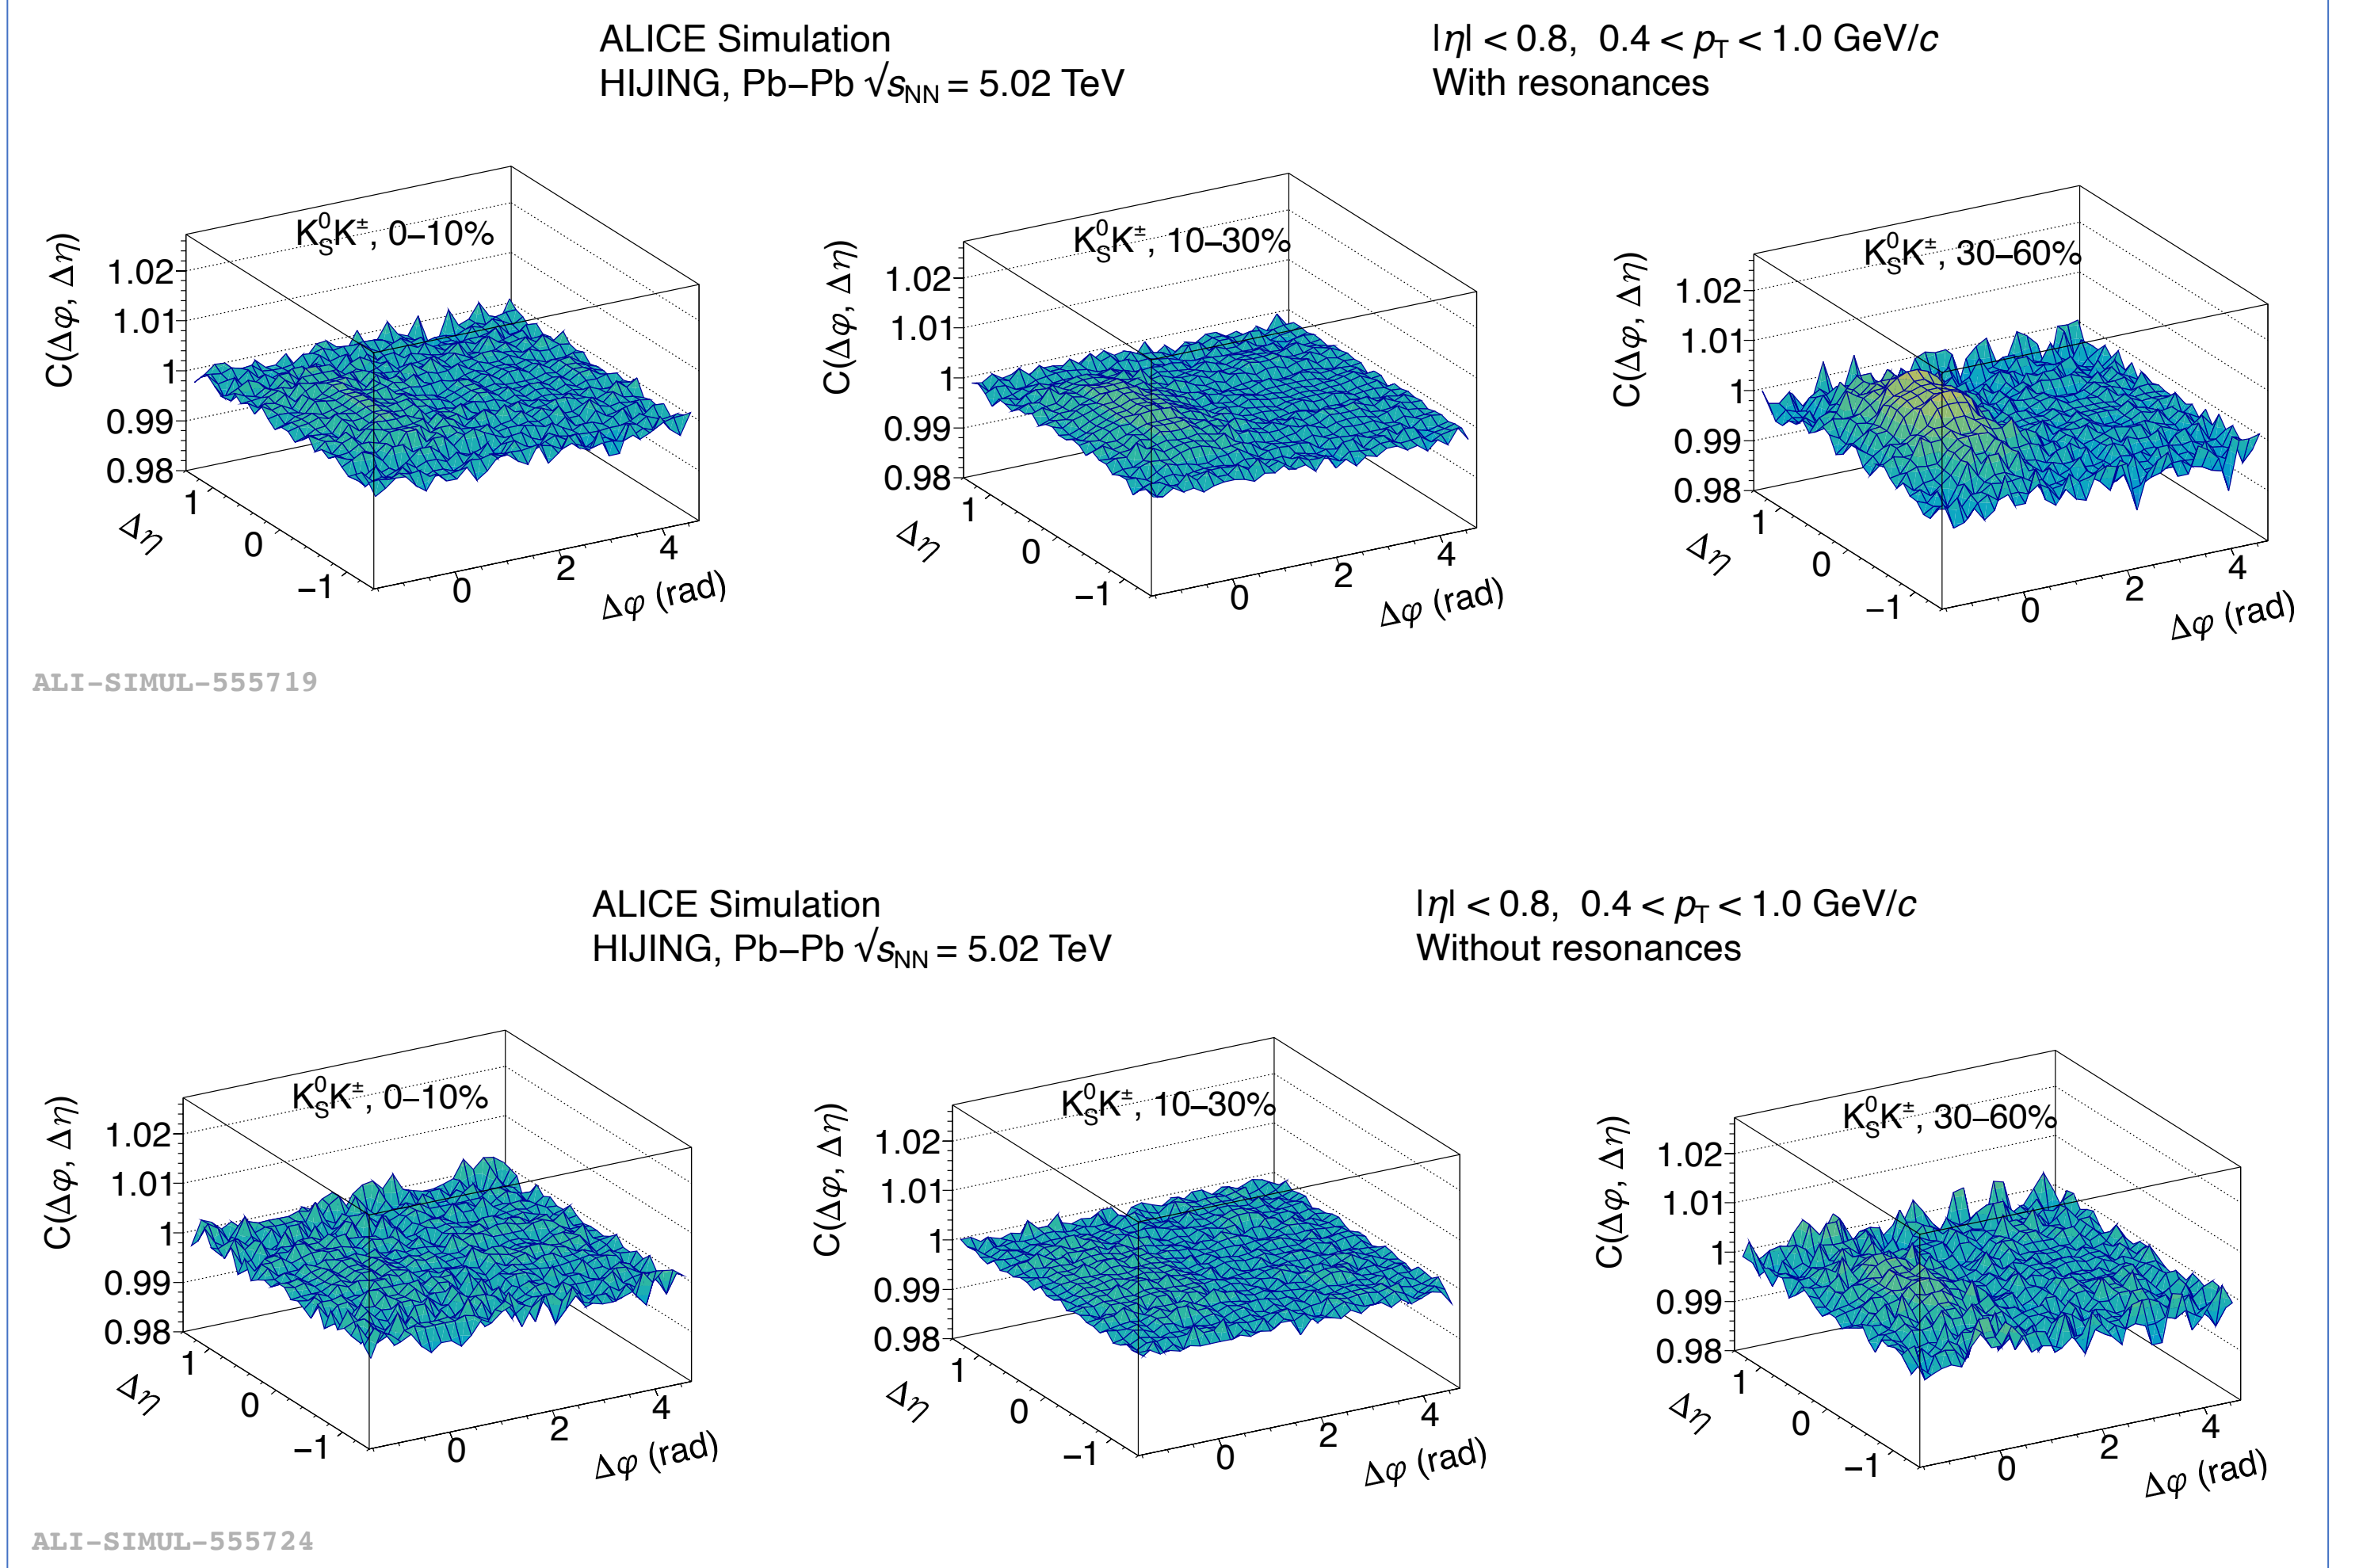 ALICE Simulation
HIJING, Pb–Pb √sNN = 5.02 TeV
|η| < 0.8, 0.4 < pT < 1.0 GeV/c
With resonances
K0SK±, 0–10%
C(Δφ, Δη)
1.02
1.01
1
0.99
0.98
1
0
−1
Δη
0
2
4
Δφ (rad)
K0SK±, 10–30%
C(Δφ, Δη)
1.02
1.01
1
0.99
0.98
1
0
−1
Δη
0
2
4
Δφ (rad)
K0SK±, 30–60%
C(Δφ, Δη)
1.02
1.01
1
0.99
0.98
1
0
−1
Δη
0
2
4
Δφ (rad)
ALI-SIMUL-555719
ALICE Simulation
HIJING, Pb–Pb √sNN = 5.02 TeV
|η| < 0.8, 0.4 < pT < 1.0 GeV/c
Without resonances
K0SK±, 0–10%
C(Δφ, Δη)
1.02
1.01
1
0.99
0.98
1
0
−1
Δη
0
2
4
Δφ (rad)
K0SK±, 10–30%
C(Δφ, Δη)
1.02
1.01
1
0.99
0.98
1
0
−1
Δη
0
2
4
Δφ (rad)
K0SK±, 30–60%
C(Δφ, Δη)
1.02
1.01
1
0.99
0.98
1
0
−1
Δη
0
2
4
Δφ (rad)
ALI-SIMUL-555724